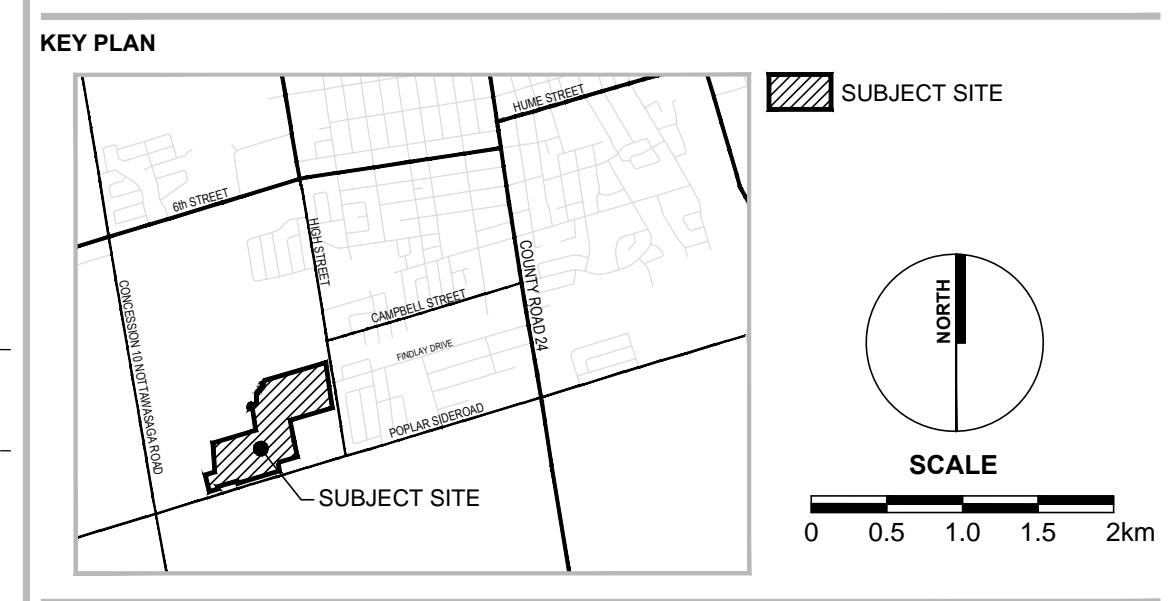 KEY PLAN
SUBJECT SITE
HUME STREET
6th STREET
HIGH STREET
COUNTY ROAD 24
CONCESSION 10 NOTTAWASAGA ROAD
CAMPBELL STREET
FINDLAY DRIVE
POPLAR SIDEROAD
SUBJECT SITE
NORTH
SCALE
0 0.5 1.0 1.5 2km